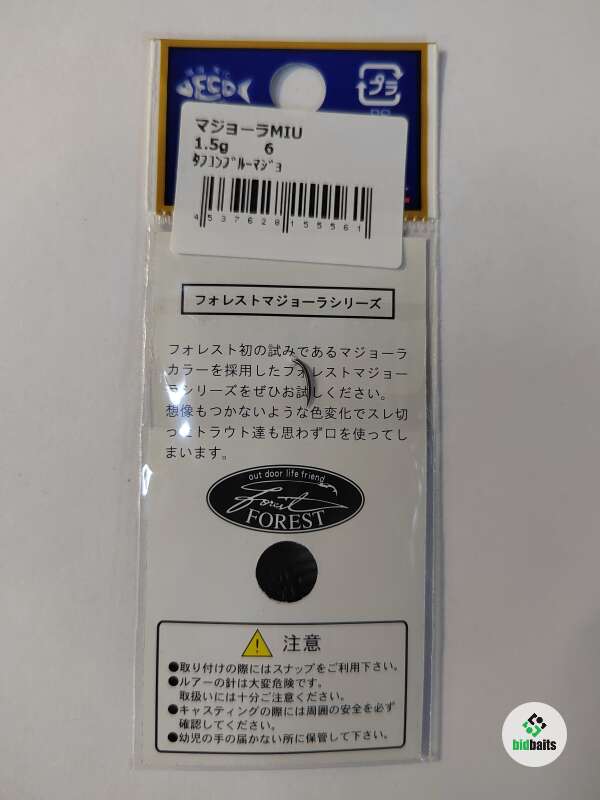 DECO
プラ
マジョーラMIU
1.5g 6
ﾀﾌｺﾝﾌﾞﾙｰﾏｼﾞｮ
4 537628 155561
フォレストマジョーラシリーズ
フォレスト初の試みであるマジョーラ
カラーを採用したフォレストマジョー
ラシリーズをぜひお試しください。
想像もつかないような色変化でスレ切
ったトラウト達も思わず口を使ってし
まいます。
out door life friend
Forest
FOREST
注意
●取り付けの際にはスナップをご利用下さい。
●ルアーの針は大変危険です。
取扱いには十分ご注意ください。
●キャスティングの際には周囲の安全を必ず
確認してください。
●幼児の手の届かない所に保管して下さい。
bidbaits